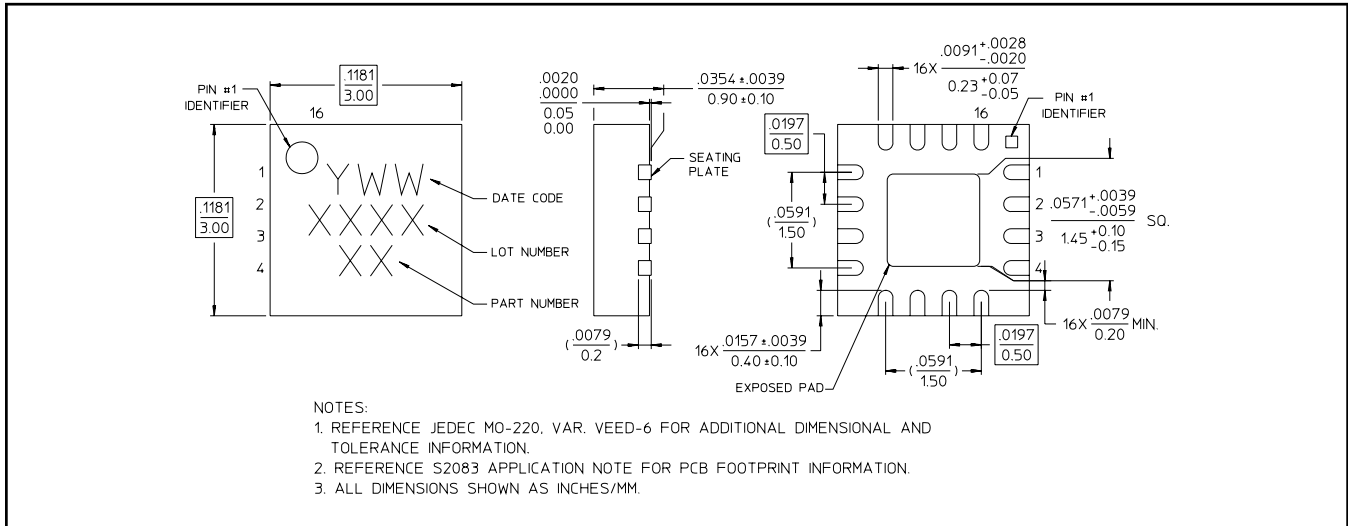 .1181
3.00
PIN #1
IDENTIFIER
16
.1181
3.00
1
2
3
4
Y W W
X X X X
X X
DATE CODE
LOT NUMBER
PART NUMBER
.0020
.0000
0.05
0.00
.0354 ±.0039
0.90 ±0.10
SEATING
PLATE
( .0079
0.2 )
16X .0091 +.0028
-.0020
0.23 +0.07
-0.05
16
PIN #1
IDENTIFIER
.0197
0.50
( .0591
1.50 )
1
2
3
4
.0571 +.0039
-.0059
1.45 +0.10
-0.15
SQ.
16X .0157 ±.0039
0.40 ±0.10
EXPOSED PAD
( .0591
1.50 )
.0197
0.50
16X .0079
0.20 MIN.
NOTES:
1. REFERENCE JEDEC MO-220, VAR. VEED-6 FOR ADDITIONAL DIMENSIONAL AND
TOLERANCE INFORMATION.
2. REFERENCE S2083 APPLICATION NOTE FOR PCB FOOTPRINT INFORMATION.
3. ALL DIMENSIONS SHOWN AS INCHES/MM.